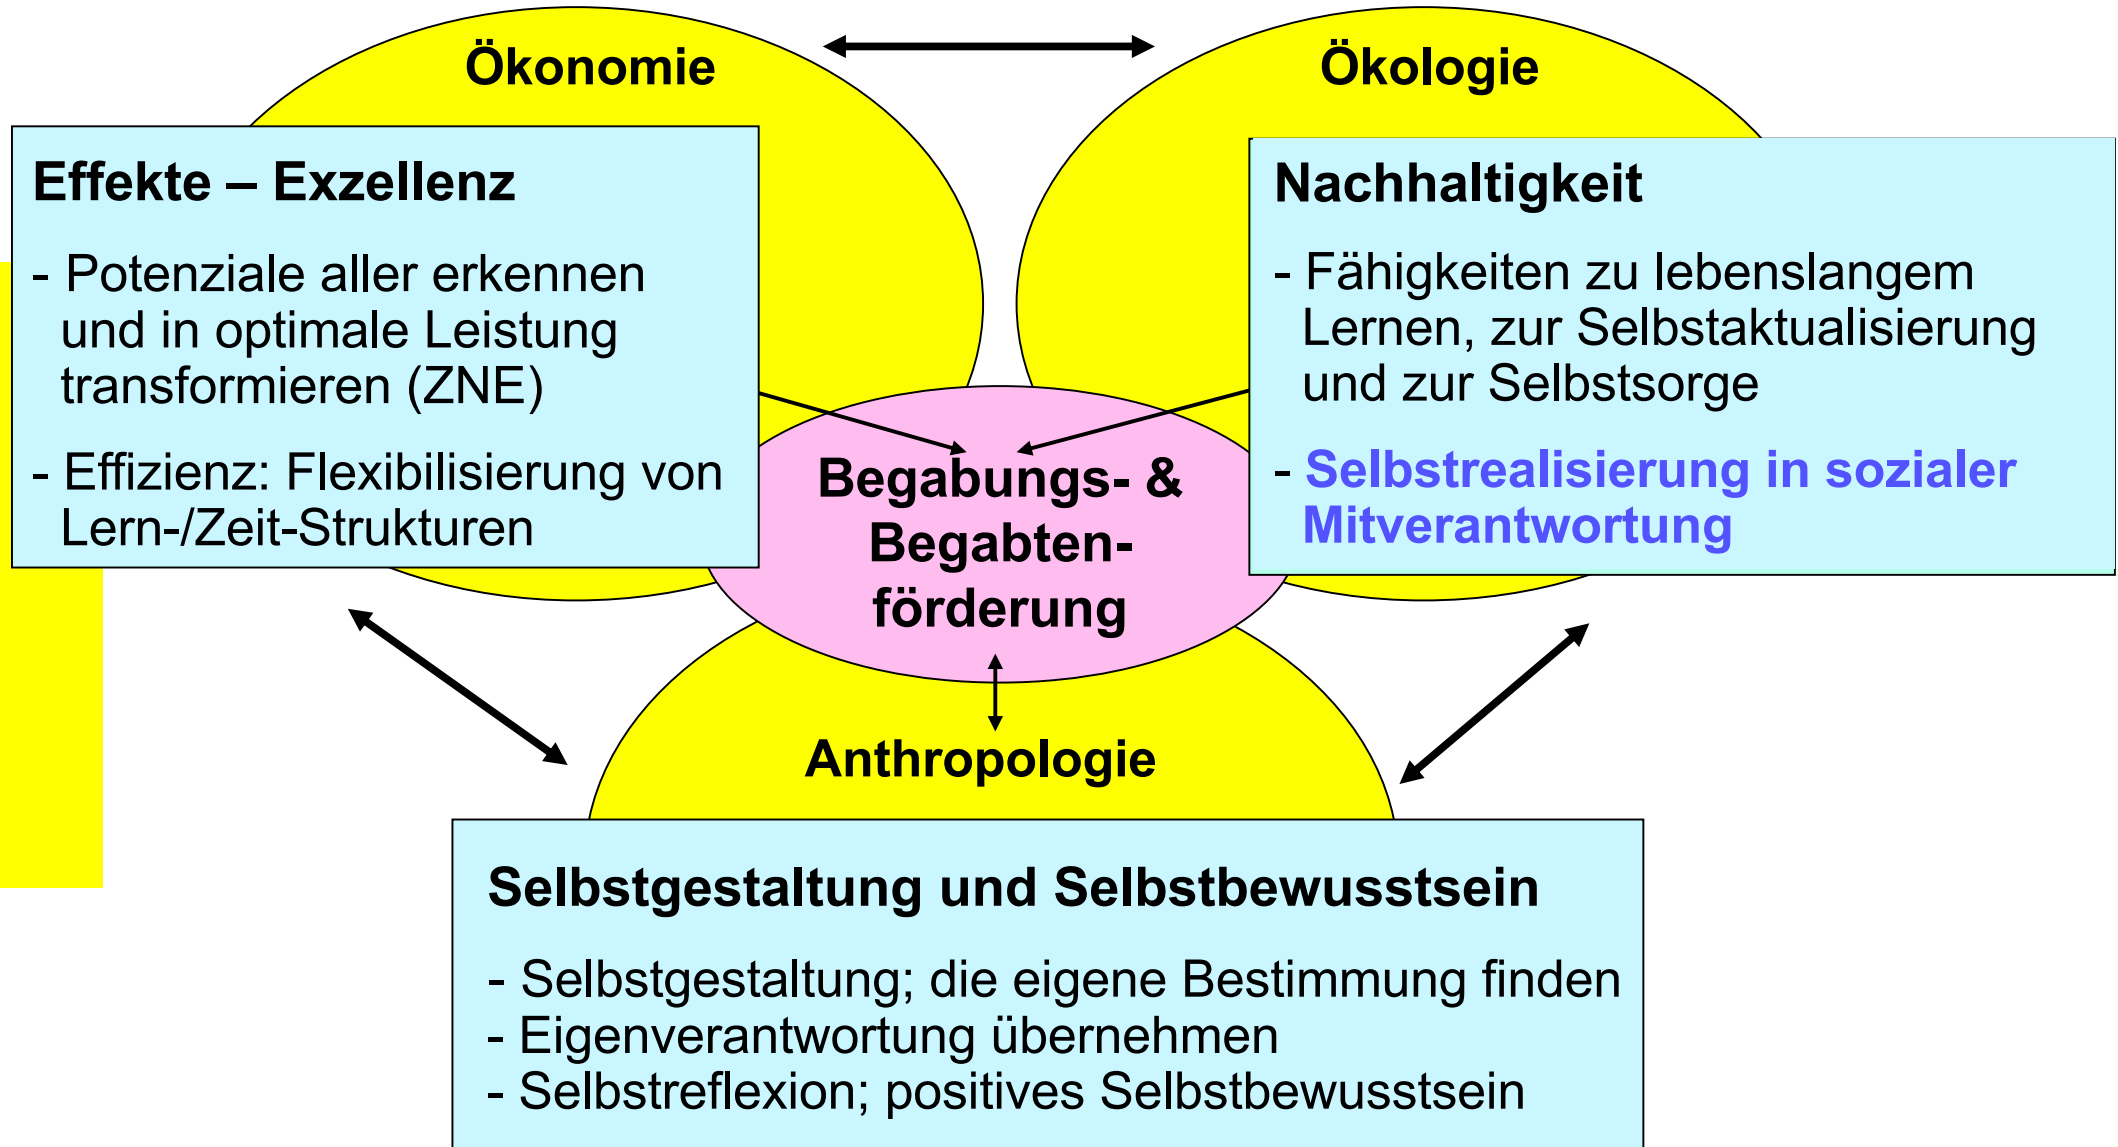 Ökonomie
Ökologie
Effekte – Exzellenz
- Potenziale aller erkennen
und in optimale Leistung
transformieren (ZNE)
- Effizienz: Flexibilisierung von
Lern-/Zeit-Strukturen
Nachhaltigkeit
- Fähigkeiten zu lebenslangem
Lernen, zur Selbstaktualisierung
und zur Selbstsorge
- Selbstrealisierung in sozialer
Mitverantwortung
Begabungs- &
Begabten-
förderung
Anthropologie
Selbstgestaltung und Selbstbewusstsein
- Selbstgestaltung; die eigene Bestimmung finden
- Eigenverantwortung übernehmen
- Selbstreflexion; positives Selbstbewusstsein